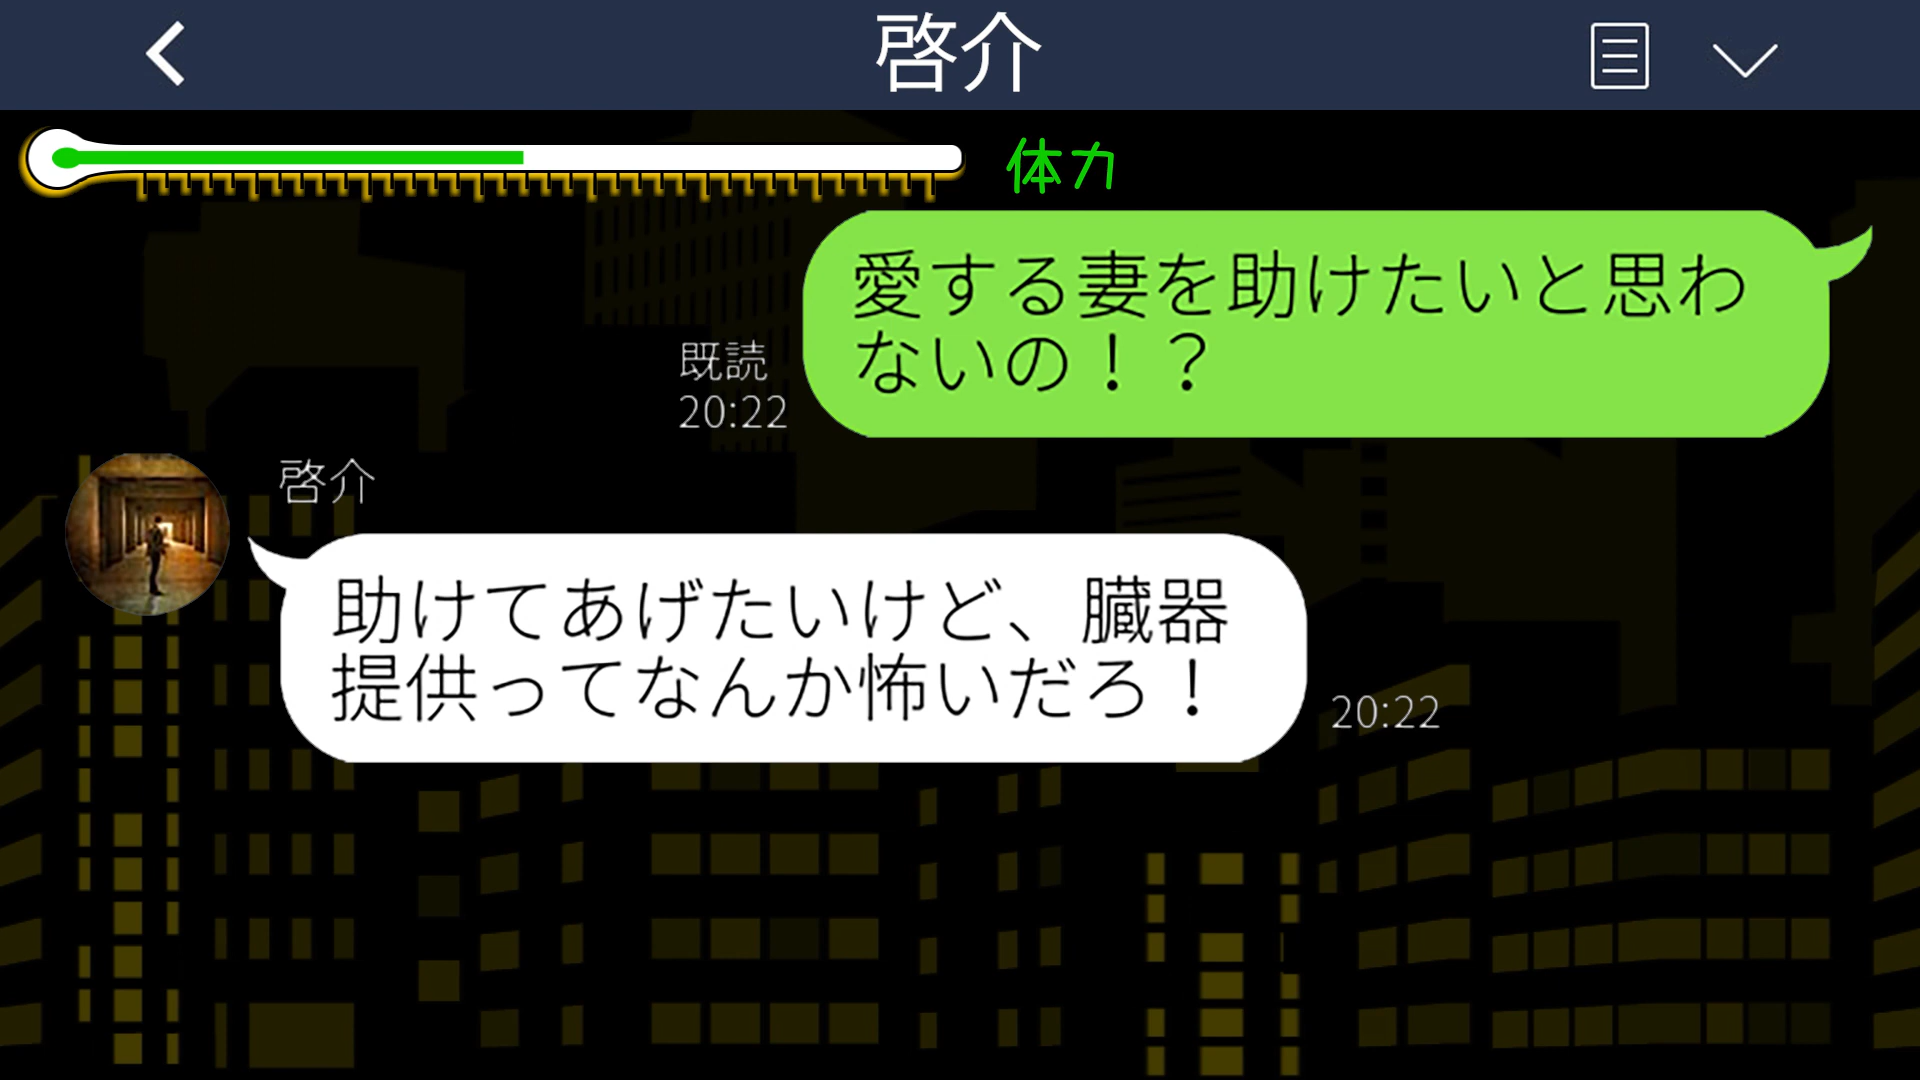 啓介
体力
愛する妻を助けたいと思わ
ないの！？
既読
20:22
啓介
助けてあげたいけど、臓器
提供ってなんか怖いだろ！
20:22